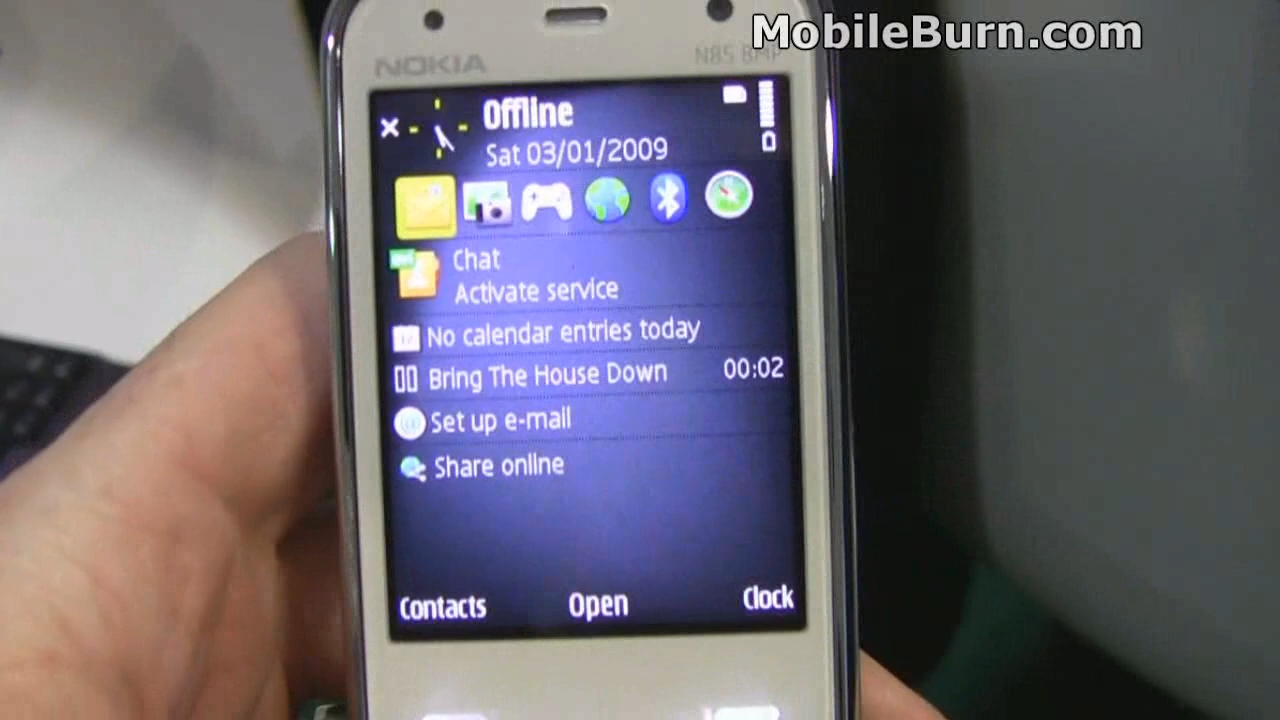 MobileBurn.com
NOKIA
N85 8MP
Offline
Sat 03/01/2009
Chat
Activate service
No calendar entries today
Bring The House Down 00:02
Set up e-mail
Share online
Contacts Open Clock